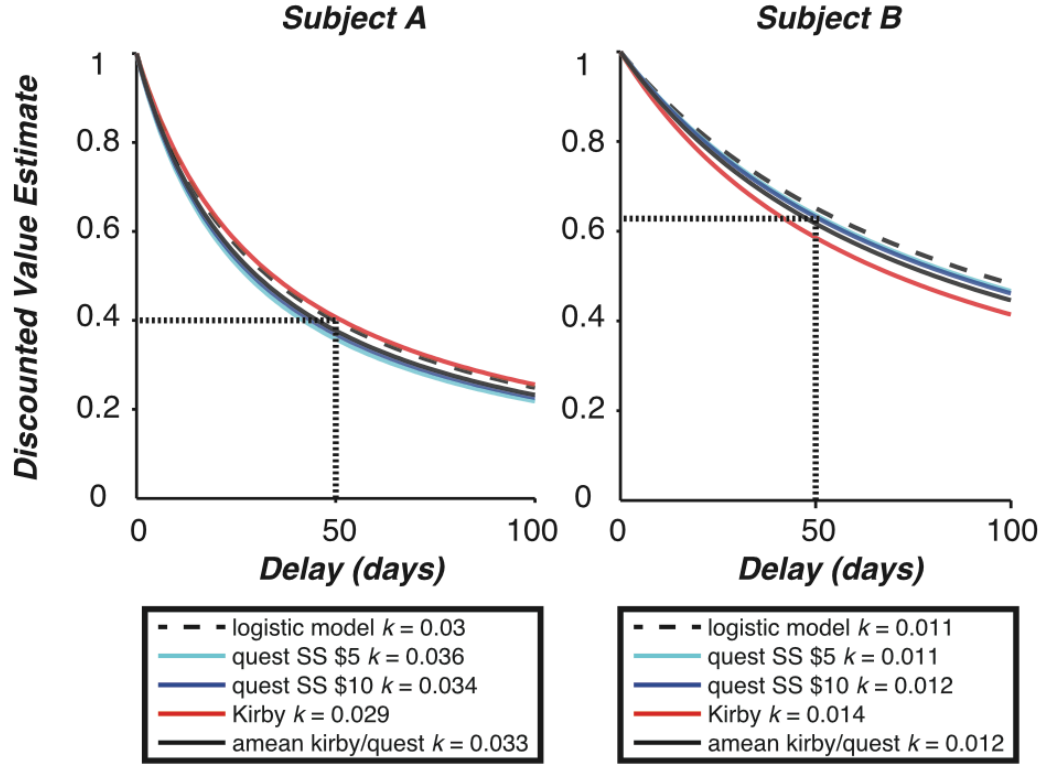 Subject A
Subject B
Discounted Value Estimate
1
0.8
0.6
0.4
0.2
0
0
50
100
Delay (days)
1
0.8
0.6
0.4
0.2
0
0
50
100
Delay (days)
logistic model k = 0.03
quest SS $5 k = 0.036
quest SS $10 k = 0.034
Kirby k = 0.029
amean kirby/quest k = 0.033
logistic model k = 0.011
quest SS $5 k = 0.011
quest SS $10 k = 0.012
Kirby k = 0.014
amean kirby/quest k = 0.012